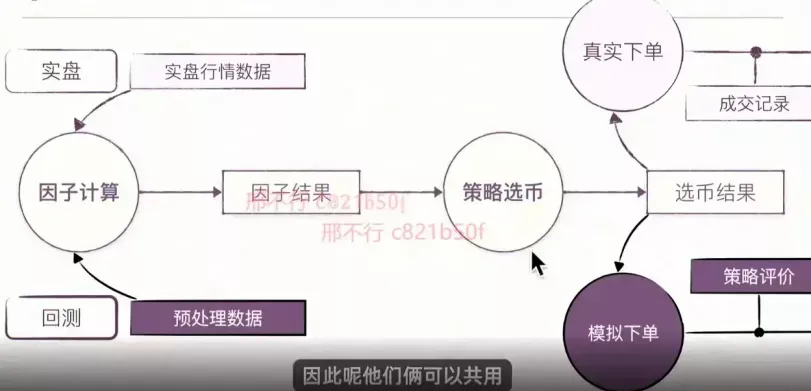 真实下单
实盘
实盘行情数据
成交记录
因子计算
因子结果
策略选币
选币结果
邢不行 c821b50f
邢不行 c821b50f
策略评价
回测
预处理数据
模拟下单
因此呢他们俩可以共用